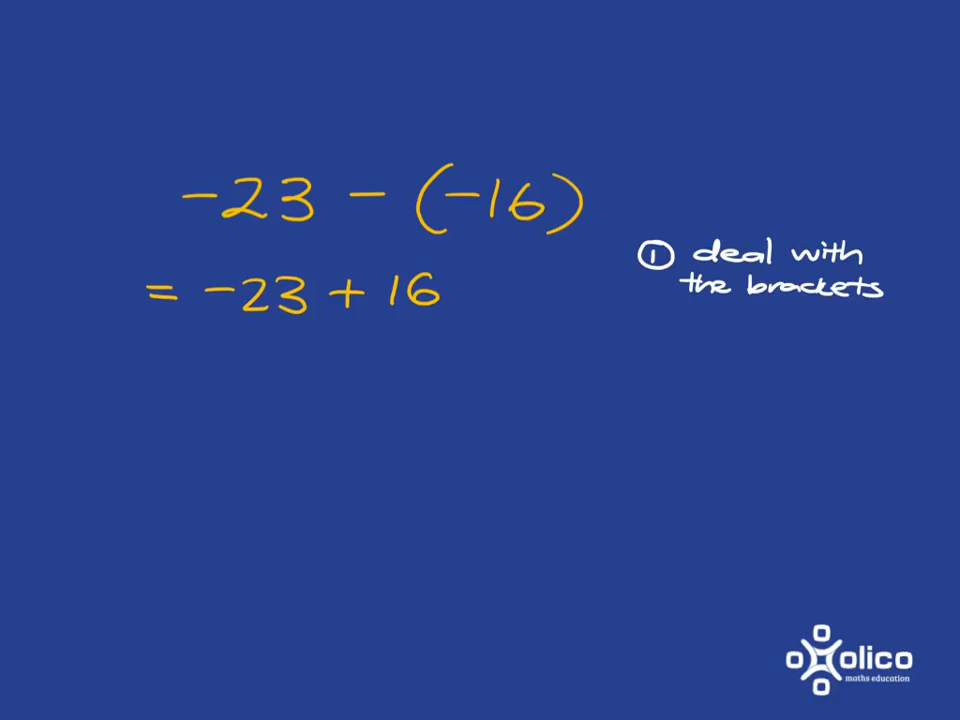 -23 - (-16)
① deal with
the brackets
= -23 + 16
olico
maths education